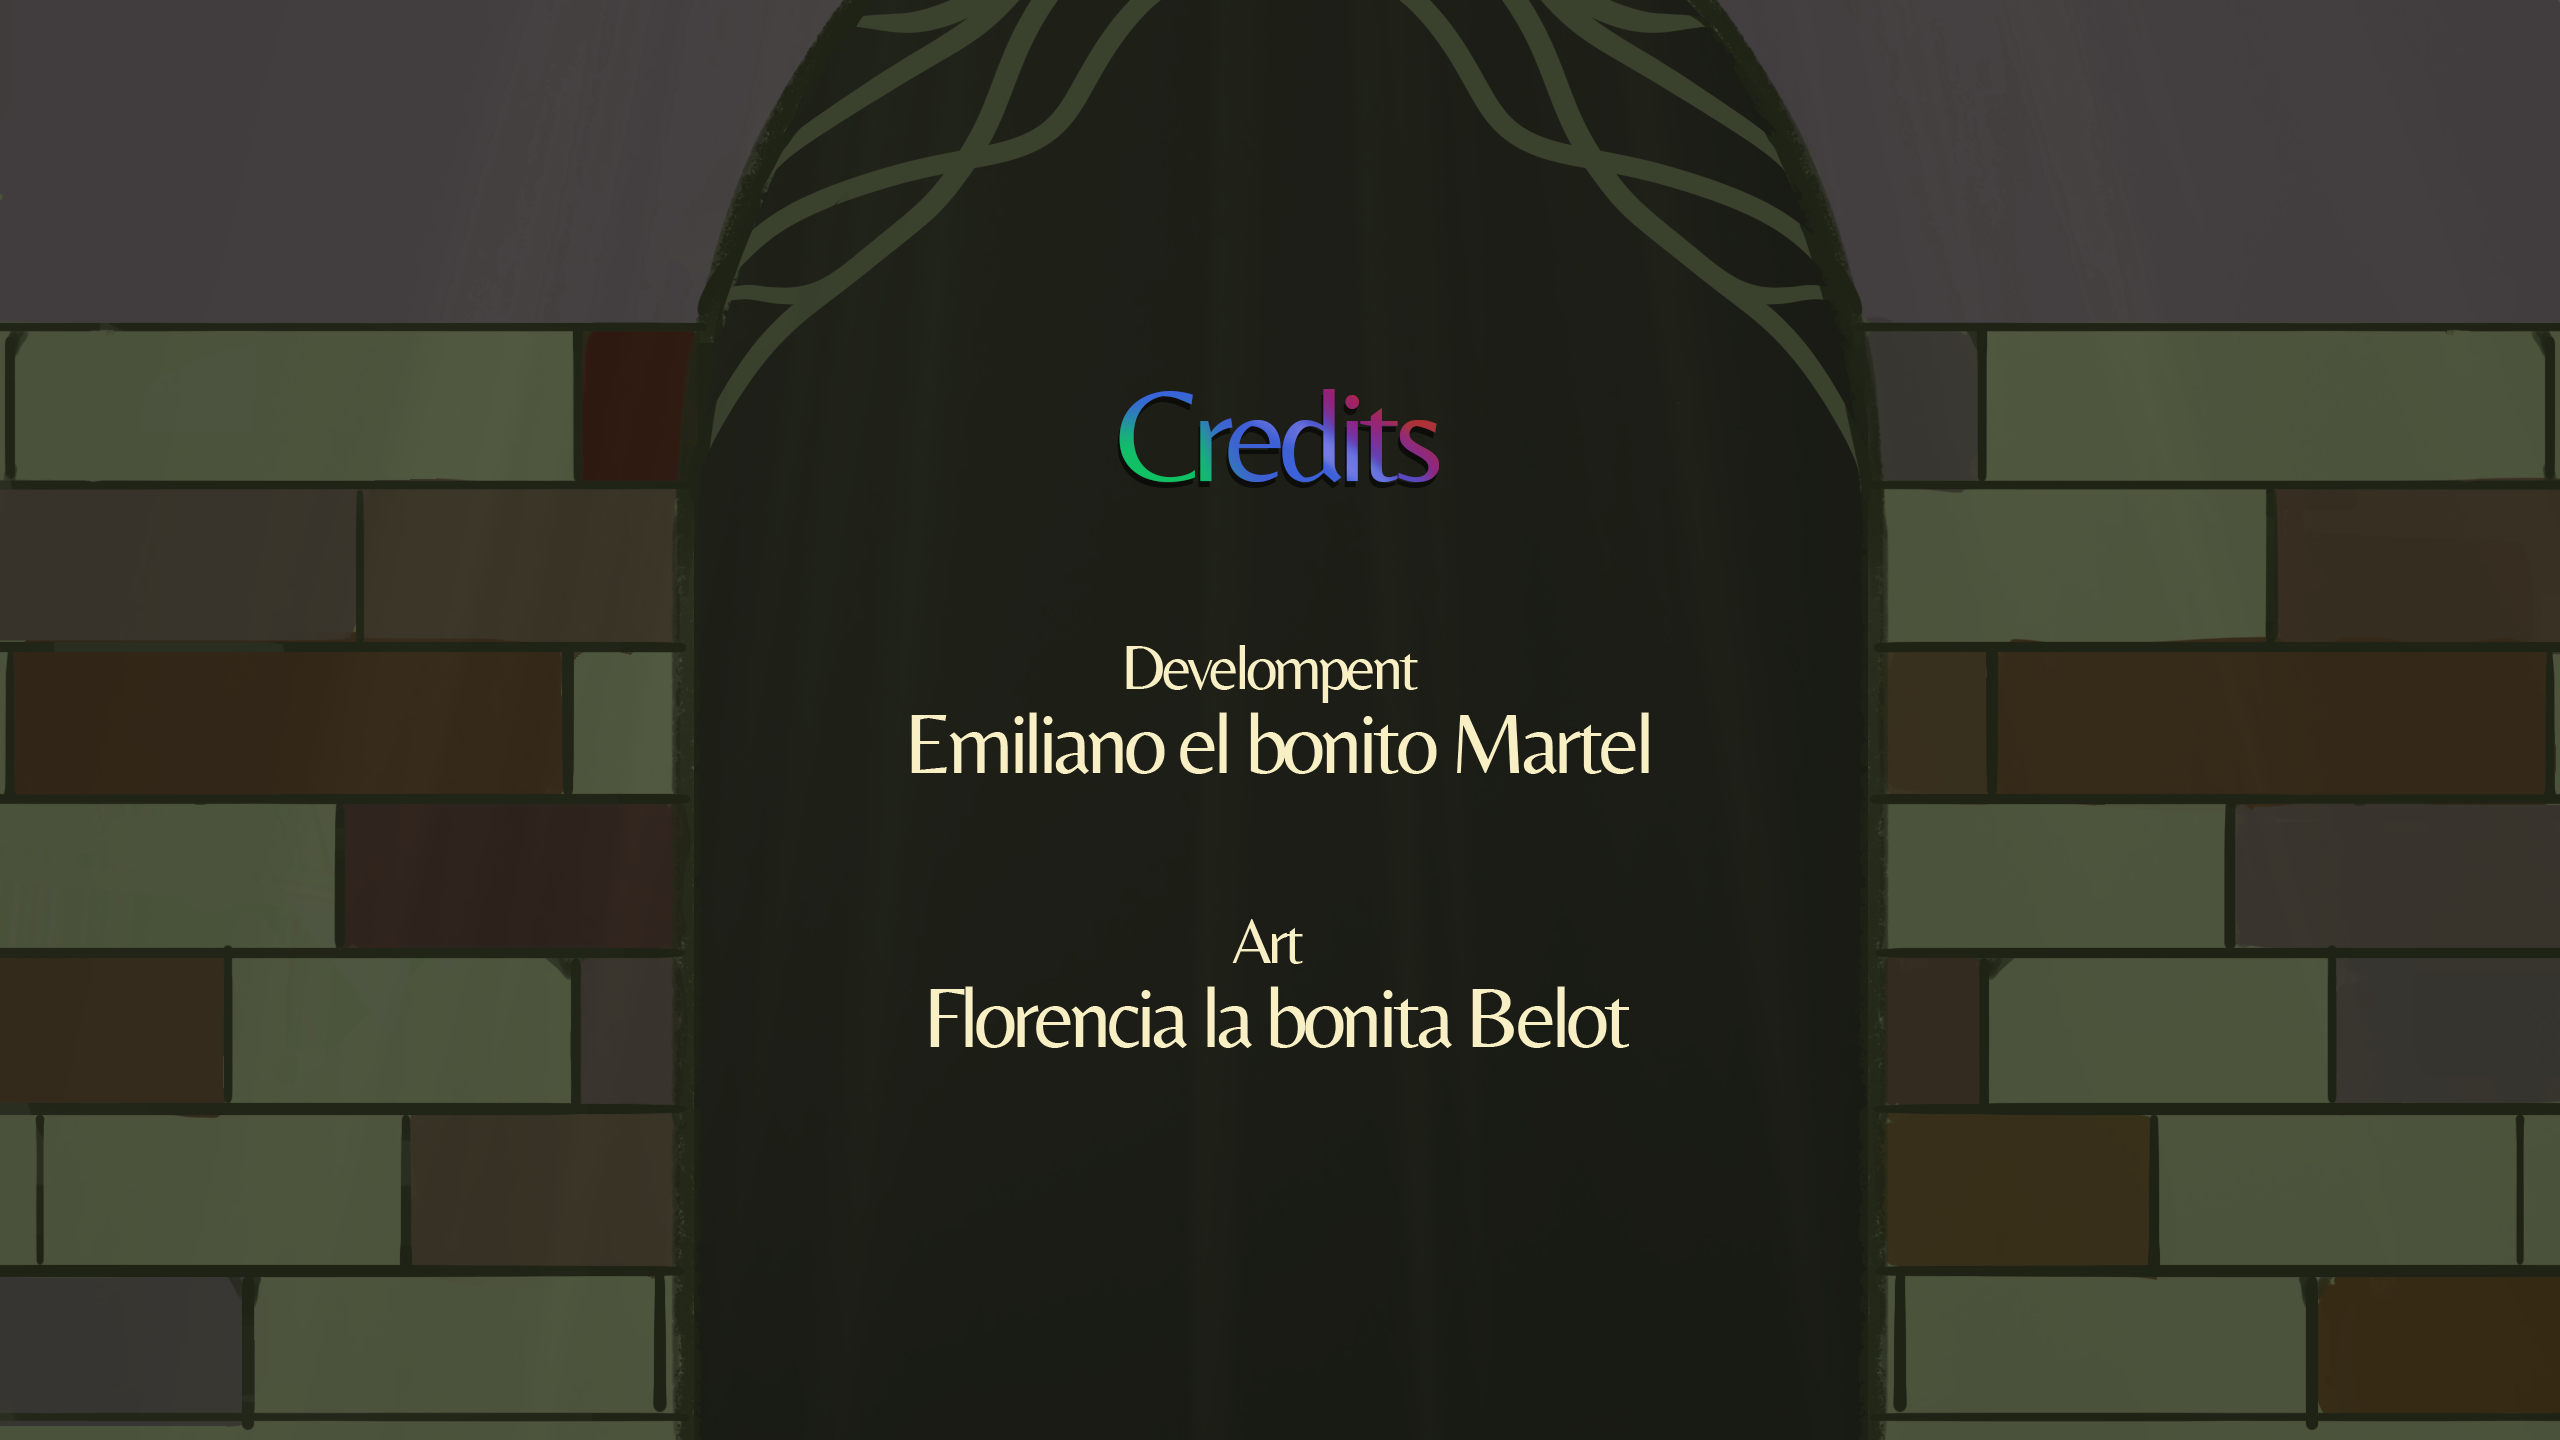 Credits
Develompent
Emiliano el bonito Martel
Art
Florencia la bonita Belot